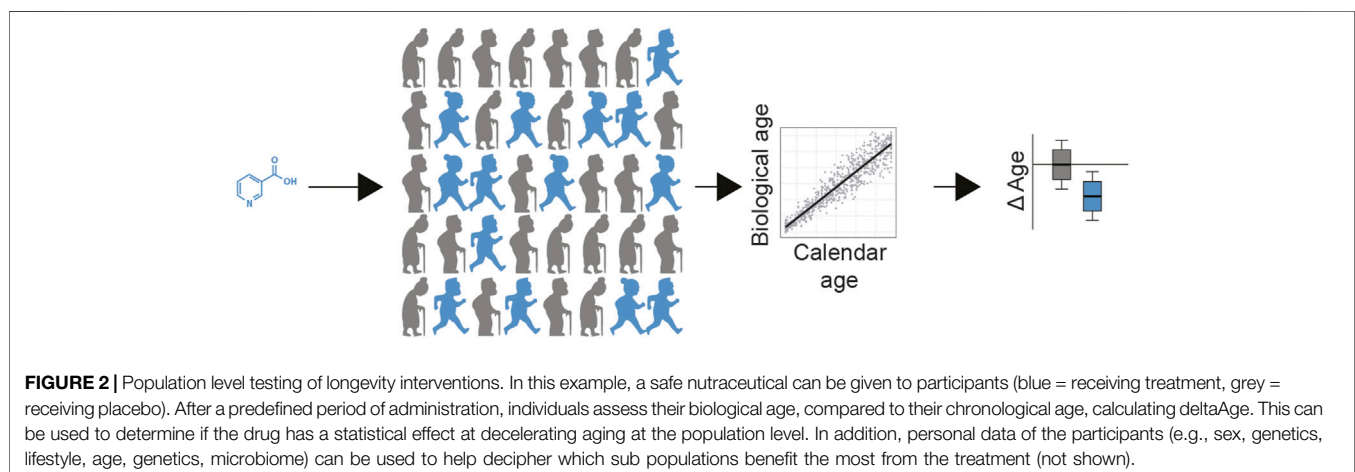 O
OH
N
Biological age
Calendar
age
Δ Age
FIGURE 2 | Population level testing of longevity interventions. In this example, a safe nutraceutical can be given to participants (blue = receiving treatment, grey =
receiving placebo). After a predefined period of administration, individuals assess their biological age, compared to their chronological age, calculating deltaAge. This can
be used to determine if the drug has a statistical effect at decelerating aging at the population level. In addition, personal data of the participants (e.g., sex, genetics,
lifestyle, age, genetics, microbiome) can be used to help decipher which sub populations benefit the most from the treatment (not shown).